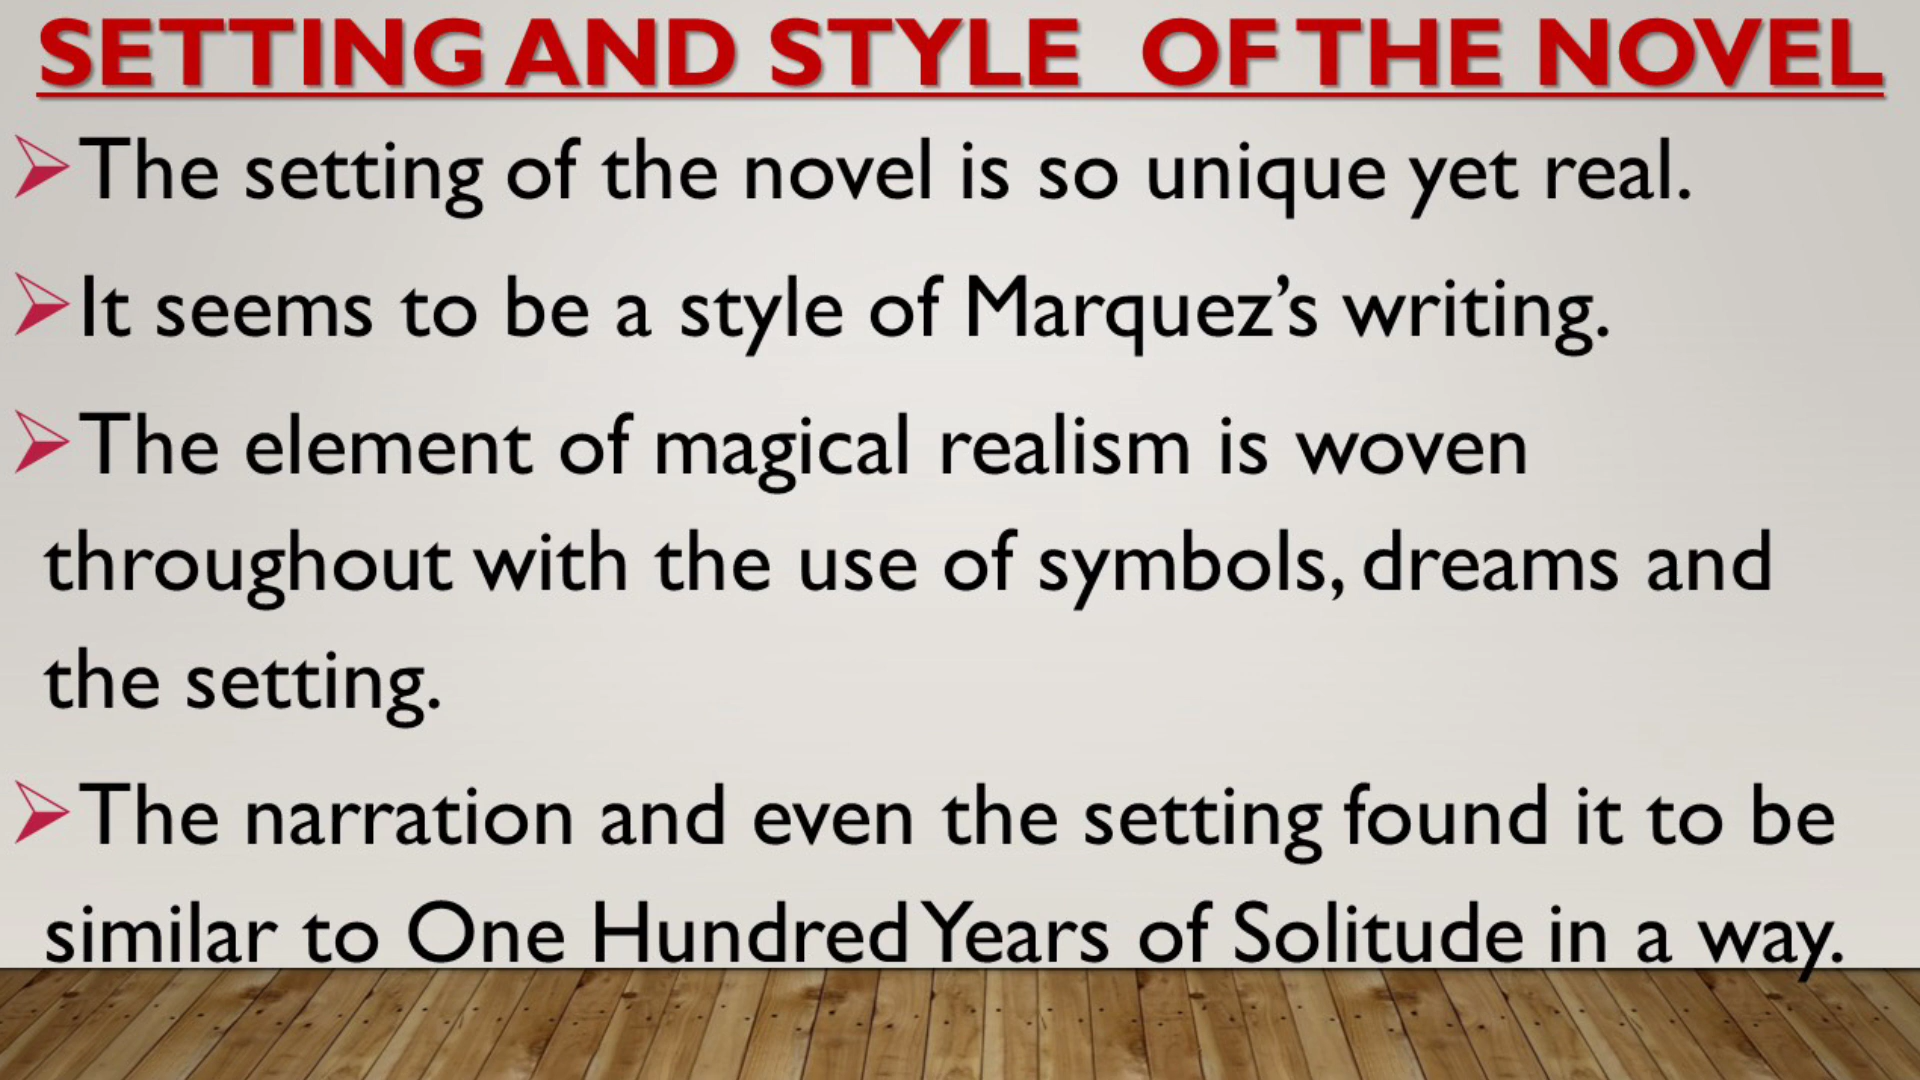 SETTING AND STYLE OF THE NOVEL
The setting of the novel is so unique yet real.
It seems to be a style of Marquez’s writing.
The element of magical realism is woven
throughout with the use of symbols, dreams and
the setting.
The narration and even the setting found it to be
similar to One Hundred Years of Solitude in a way.